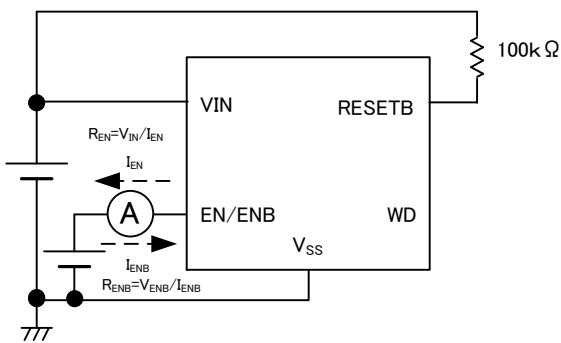 100kΩ
VIN
RESETB
R_EN=V_IN/I_EN
I_EN
A
EN/ENB
WD
V_SS
I_ENB
R_ENB=V_ENB/I_ENB